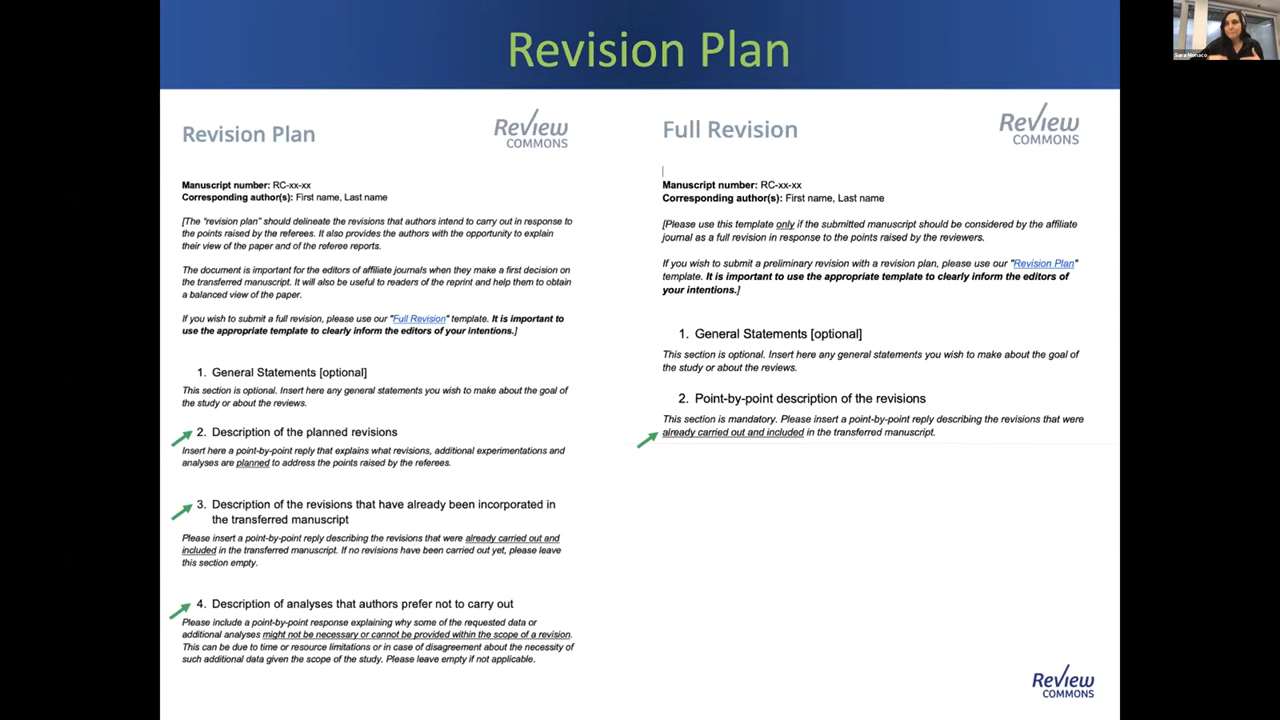 Revision Plan
Sara Monaco
Revision Plan
Review
COMMONS
Manuscript number: RC-xx-xx
Corresponding author(s): First name, Last name
[The “revision plan” should delineate the revisions that authors intend to carry out in response to
the points raised by the referees. It also provides the authors with the opportunity to explain
their view of the paper and of the referee reports.
The document is important for the editors of affiliate journals when they make a first decision on
the transferred manuscript. It will also be useful to readers of the reprint and help them to obtain
a balanced view of the paper.
If you wish to submit a full revision, please use our "Full Revision" template. It is important to
use the appropriate template to clearly inform the editors of your intentions.]
1. General Statements [optional]
This section is optional. Insert here any general statements you wish to make about the goal of
the study or about the reviews.
2. Description of the planned revisions
Insert here a point-by-point reply that explains what revisions, additional experimentations and
analyses are planned to address the points raised by the referees.
3. Description of the revisions that have already been incorporated in
the transferred manuscript
Please insert a point-by-point reply describing the revisions that were already carried out and
included in the transferred manuscript. If no revisions have been carried out yet, please leave
this section empty.
4. Description of analyses that authors prefer not to carry out
Please include a point-by-point response explaining why some of the requested data or
additional analyses might not be necessary or cannot be provided within the scope of a revision.
This can be due to time or resource limitations or in case of disagreement about the necessity of
such additional data given the scope of the study. Please leave empty if not applicable.
Full Revision
Review
COMMONS
Manuscript number: RC-xx-xx
Corresponding author(s): First name, Last name
[Please use this template only if the submitted manuscript should be considered by the affiliate
journal as a full revision in response to the points raised by the reviewers.
If you wish to submit a preliminary revision with a revision plan, please use our "Revision Plan"
template. It is important to use the appropriate template to clearly inform the editors of
your intentions.]
1. General Statements [optional]
This section is optional. Insert here any general statements you wish to make about the goal of
the study or about the reviews.
2. Point-by-point description of the revisions
This section is mandatory. Please insert a point-by-point reply describing the revisions that were
already carried out and included in the transferred manuscript.
Review
COMMONS